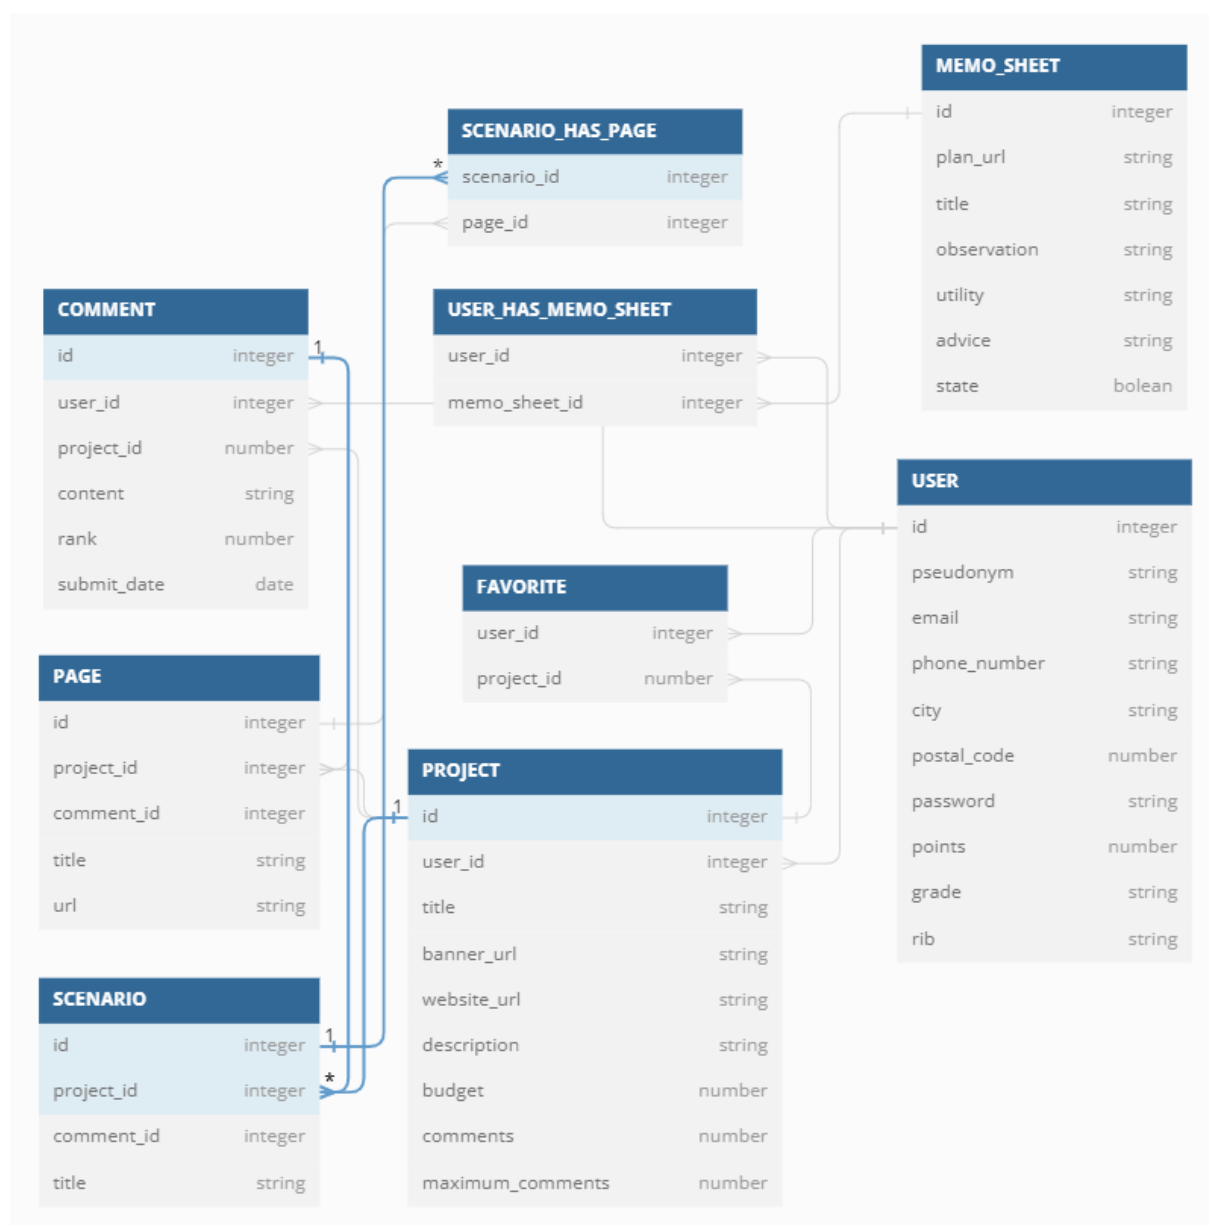 MEMO_SHEET
id integer
plan_url string
title string
observation string
utility string
advice string
state bolean
SCENARIO_HAS_PAGE
* scenario_id integer
page_id integer
COMMENT
id integer 1
user_id integer
project_id number
content string
rank number
submit_date date
USER_HAS_MEMO_SHEET
user_id integer
memo_sheet_id integer
USER
id integer
pseudonym string
email string
phone_number string
city string
postal_code number
password string
points number
grade string
rib string
FAVORITE
user_id integer
project_id number
PAGE
id integer
project_id integer
comment_id integer
title string
url string
PROJECT
1 id integer
user_id integer
title string
banner_url string
website_url string
description string
budget number
comments number
maximum_comments number
SCENARIO
id integer 1
project_id integer *
comment_id integer
title string